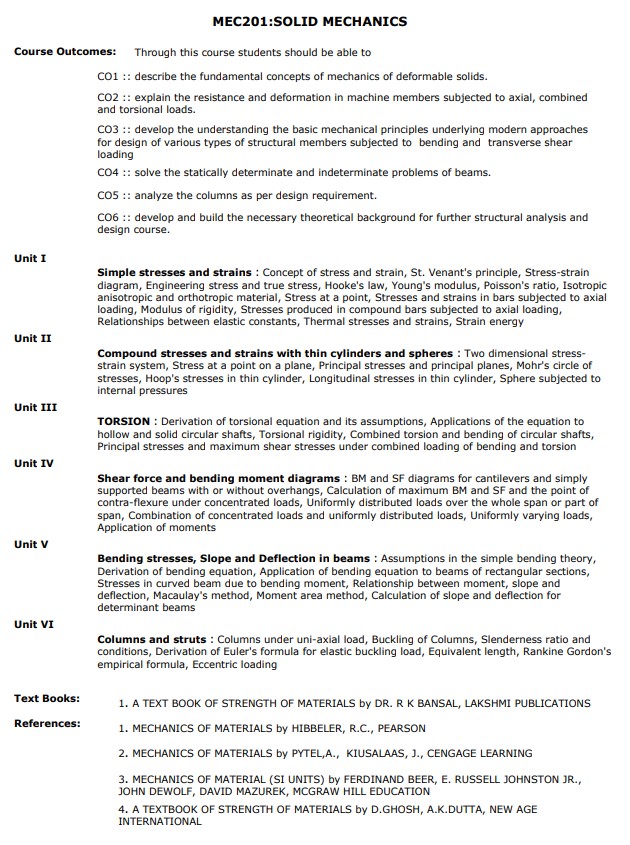 MEC201:SOLID MECHANICS
Course Outcomes: Through this course students should be able to
CO1 :: describe the fundamental concepts of mechanics of deformable solids.
CO2 :: explain the resistance and deformation in machine members subjected to axial, combined
and torsional loads.
CO3 :: develop the understanding the basic mechanical principles underlying modern approaches
for design of various types of structural members subjected to bending and transverse shear
loading
CO4 :: solve the statically determinate and indeterminate problems of beams.
CO5 :: analyze the columns as per design requirement.
CO6 :: develop and build the necessary theoretical background for further structural analysis and
design course.
Unit I
Simple stresses and strains : Concept of stress and strain, St. Venant's principle, Stress-strain
diagram, Engineering stress and true stress, Hooke's law, Young's modulus, Poisson's ratio, Isotropic
anisotropic and orthotropic material, Stress at a point, Stresses and strains in bars subjected to axial
loading, Modulus of rigidity, Stresses produced in compound bars subjected to axial loading,
Relationships between elastic constants, Thermal stresses and strains, Strain energy
Unit II
Compound stresses and strains with thin cylinders and spheres : Two dimensional stress-
strain system, Stress at a point on a plane, Principal stresses and principal planes, Mohr's circle of
stresses, Hoop's stresses in thin cylinder, Longitudinal stresses in thin cylinder, Sphere subjected to
internal pressures
Unit III
TORSION : Derivation of torsional equation and its assumptions, Applications of the equation to
hollow and solid circular shafts, Torsional rigidity, Combined torsion and bending of circular shafts,
Principal stresses and maximum shear stresses under combined loading of bending and torsion
Unit IV
Shear force and bending moment diagrams : BM and SF diagrams for cantilevers and simply
supported beams with or without overhangs, Calculation of maximum BM and SF and the point of
contra-flexure under concentrated loads, Uniformly distributed loads over the whole span or part of
span, Combination of concentrated loads and uniformly distributed loads, Uniformly varying loads,
Application of moments
Unit V
Bending stresses, Slope and Deflection in beams : Assumptions in the simple bending theory,
Derivation of bending equation, Application of bending equation to beams of rectangular sections,
Stresses in curved beam due to bending moment, Relationship between moment, slope and
deflection, Macaulay's method, Moment area method, Calculation of slope and deflection for
determinant beams
Unit VI
Columns and struts : Columns under uni-axial load, Buckling of Columns, Slenderness ratio and
conditions, Derivation of Euler's formula for elastic buckling load, Equivalent length, Rankine Gordon's
empirical formula, Eccentric loading
Text Books:
1. A TEXT BOOK OF STRENGTH OF MATERIALS by DR. R K BANSAL, LAKSHMI PUBLICATIONS
References:
1. MECHANICS OF MATERIALS by HIBBELER, R.C., PEARSON
2. MECHANICS OF MATERIALS by PYTEL,A., KIUSALAAS, J., CENGAGE LEARNING
3. MECHANICS OF MATERIAL (SI UNITS) by FERDINAND BEER, E. RUSSELL JOHNSTON JR.,
JOHN DEWOLF, DAVID MAZUREK, MCGRAW HILL EDUCATION
4. A TEXTBOOK OF STRENGTH OF MATERIALS by D.GHOSH, A.K.DUTTA, NEW AGE
INTERNATIONAL